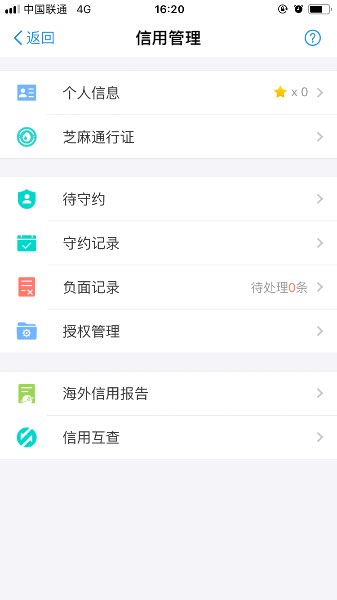 中国联通 4G 16:20
返回 信用管理 ?
个人信息 x 0
芝麻通行证
待守约
守约记录
负面记录 待处理0条
授权管理
海外信用报告
信用互查